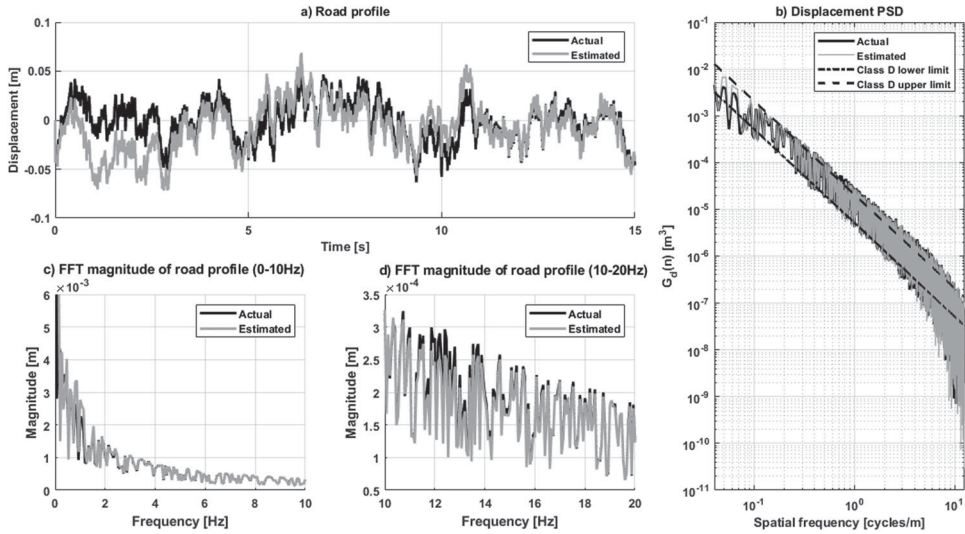 a) Road profile
0.1
0.05
0
-0.05
-0.1
Displacement [m]
Actual
Estimated
0
5
10
15
Time [s]
b) Displacement PSD
10-1
10-2
10-3
10-4
10-5
10-6
10-7
10-8
10-9
10-10
10-11
Gd(n) [m3]
Actual
Estimated
Class D lower limit
Class D upper limit
10-1
100
101
Spatial frequency [cycles/m]
c) FFT magnitude of road profile (0-10Hz)
×10-3
6
5
4
3
2
1
0
Magnitude [m]
Actual
Estimated
0
2
4
6
8
10
Frequency [Hz]
d) FFT magnitude of road profile (10-20Hz)
×10-4
3.5
3
2.5
2
1.5
1
0.5
Magnitude [m]
Actual
Estimated
10
12
14
16
18
20
Frequency [Hz]